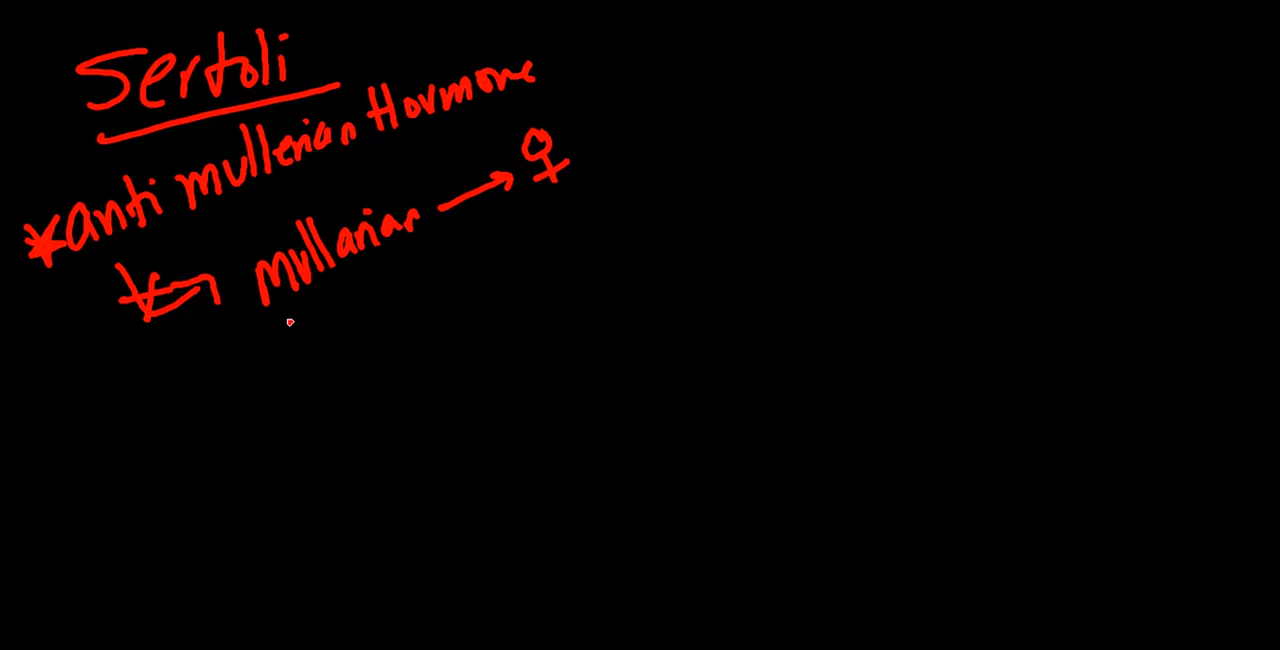 Sertoli
*anti mullerian Hormone
mullarian → ♀